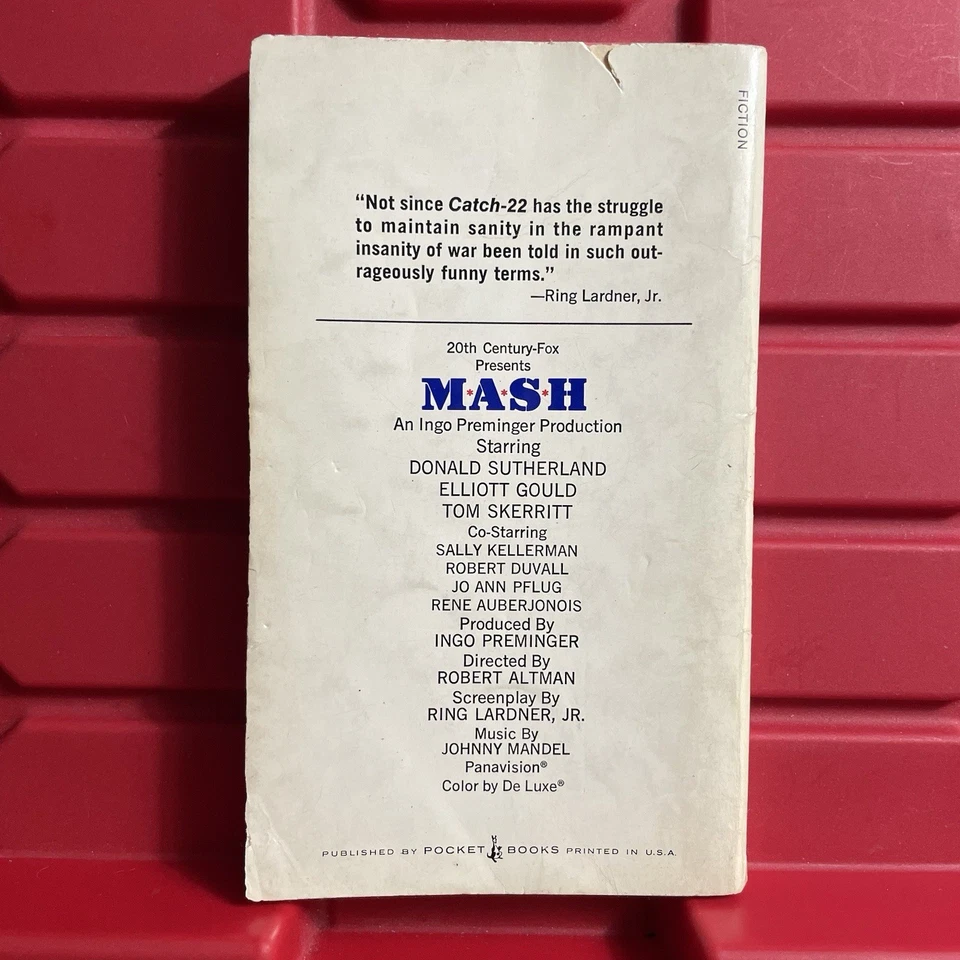 FICTION
“Not since Catch-22 has the struggle
to maintain sanity in the rampant
insanity of war been told in such out-
rageously funny terms.”
—Ring Lardner, Jr.
20th Century-Fox
Presents
M*A*S*H
An Ingo Preminger Production
Starring
DONALD SUTHERLAND
ELLIOTT GOULD
TOM SKERRITT
Co-Starring
SALLY KELLERMAN
ROBERT DUVALL
JO ANN PFLUG
RENE AUBERJONOIS
Produced By
INGO PREMINGER
Directed By
ROBERT ALTMAN
Screenplay By
RING LARDNER, JR.
Music By
JOHNNY MANDEL
Panavision®
Color by De Luxe®
PUBLISHED BY POCKET BOOKS PRINTED IN U.S.A.